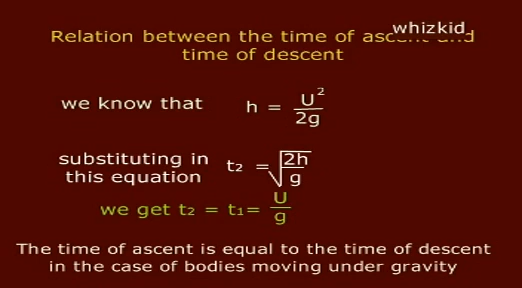 whizkid
Relation between the time of ascent and
time of descent
we know that h = U²/2g
substituting in
this equation t₂ = √(2h/g)
we get t₂ = t₁= U/g
The time of ascent is equal to the time of descent
in the case of bodies moving under gravity